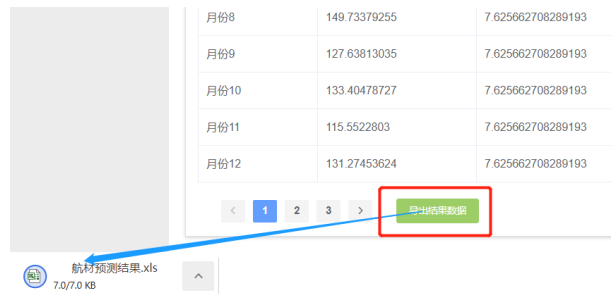 月份8 149.73379255 7.625662708289193
月份9 127.63813035 7.625662708289193
月份10 133.40478727 7.625662708289193
月份11 115.5522803 7.625662708289193
月份12 131.27453624 7.625662708289193
< 1 2 3 > 导出结果数据
航材预测结果.xls
7.0/7.0 KB